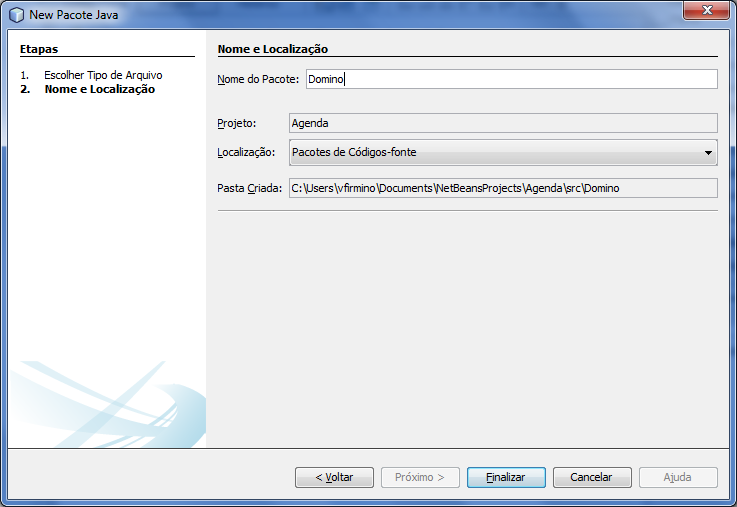 New Pacote Java
Etapas
1. Escolher Tipo de Arquivo
2. Nome e Localização
Nome e Localização
Nome do Pacote: Domino
Projeto: Agenda
Localização: Pacotes de Códigos-fonte
Pasta Criada: C:\Users\vfirmino\Documents\NetBeansProjects\Agenda\src\Domino
< Voltar Próximo > Finalizar Cancelar Ajuda